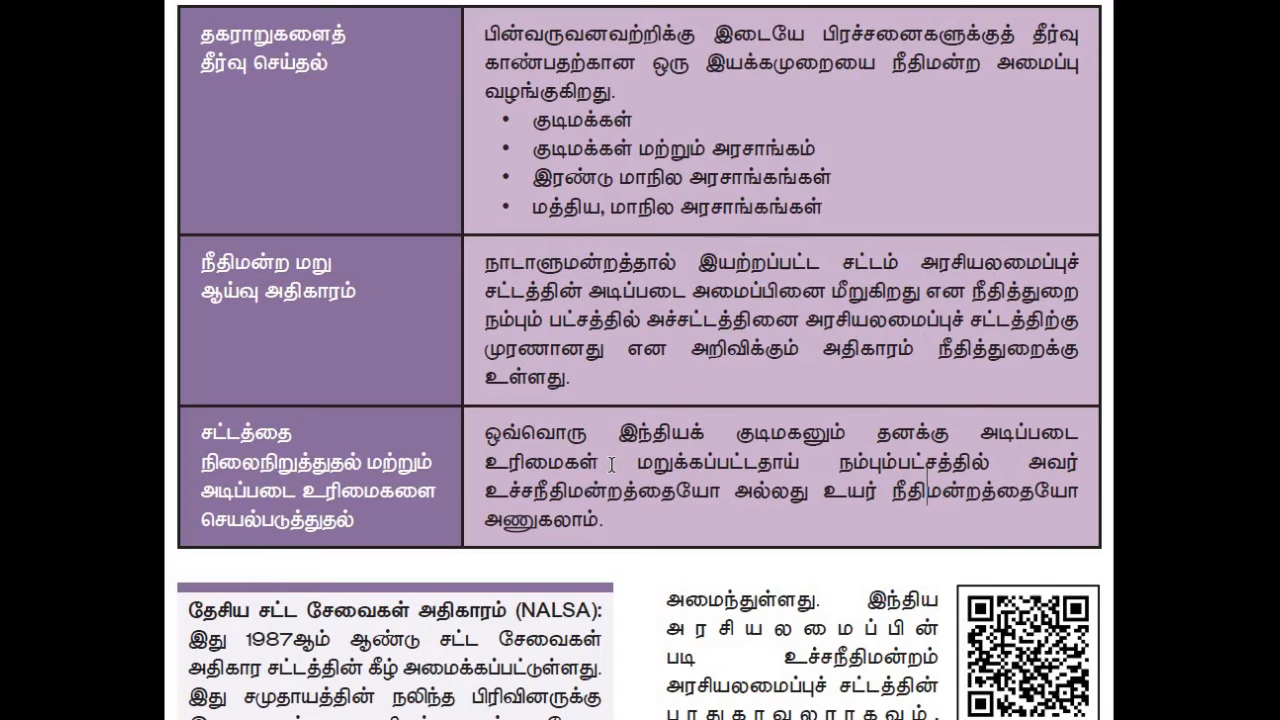 தகராறுகளைத்
தீர்வு செய்தல்
பின்வருவனவற்றிக்கு இடையே பிரச்சனைகளுக்குத் தீர்வு
காண்பதற்கான ஒரு இயக்கமுறையை நீதிமன்ற அமைப்பு
வழங்குகிறது.
• குடிமக்கள்
• குடிமக்கள் மற்றும் அரசாங்கம்
• இரண்டு மாநில அரசாங்கங்கள்
• மத்திய, மாநில அரசாங்கங்கள்
நீதிமன்ற மறு
ஆய்வு அதிகாரம்
நாடாளுமன்றத்தால் இயற்றப்பட்ட சட்டம் அரசியலமைப்புச்
சட்டத்தின் அடிப்படை அமைப்பினை மீறுகிறது என நீதித்துறை
நம்பும் பட்சத்தில் அச்சட்டத்தினை அரசியலமைப்புச் சட்டத்திற்கு
முரணானது என அறிவிக்கும் அதிகாரம் நீதித்துறைக்கு
உள்ளது.
சட்டத்தை
நிலைநிறுத்துதல் மற்றும்
அடிப்படை உரிமைகளை
செயல்படுத்துதல்
ஒவ்வொரு இந்தியக் குடிமகனும் தனக்கு அடிப்படை
உரிமைகள் மறுக்கப்பட்டதாய் நம்பும்பட்சத்தில் அவர்
உச்சநீதிமன்றத்தையோ அல்லது உயர் நீதிமன்றத்தையோ
அணுகலாம்.
தேசிய சட்ட சேவைகள் அதிகாரம் (NALSA):
இது 1987ஆம் ஆண்டு சட்ட சேவைகள்
அதிகார சட்டத்தின் கீழ் அமைக்கப்பட்டுள்ளது.
இது சமுதாயத்தின் நலிந்த பிரிவினருக்கு
அமைந்துள்ளது. இந்திய
அ ர சி ய ல மை ப் பி ன்
படி உச்சநீதிமன்றம்
அரசியலமைப்புச் சட்டத்தின்
பா து கா வ ல ரா க வு ம் ,